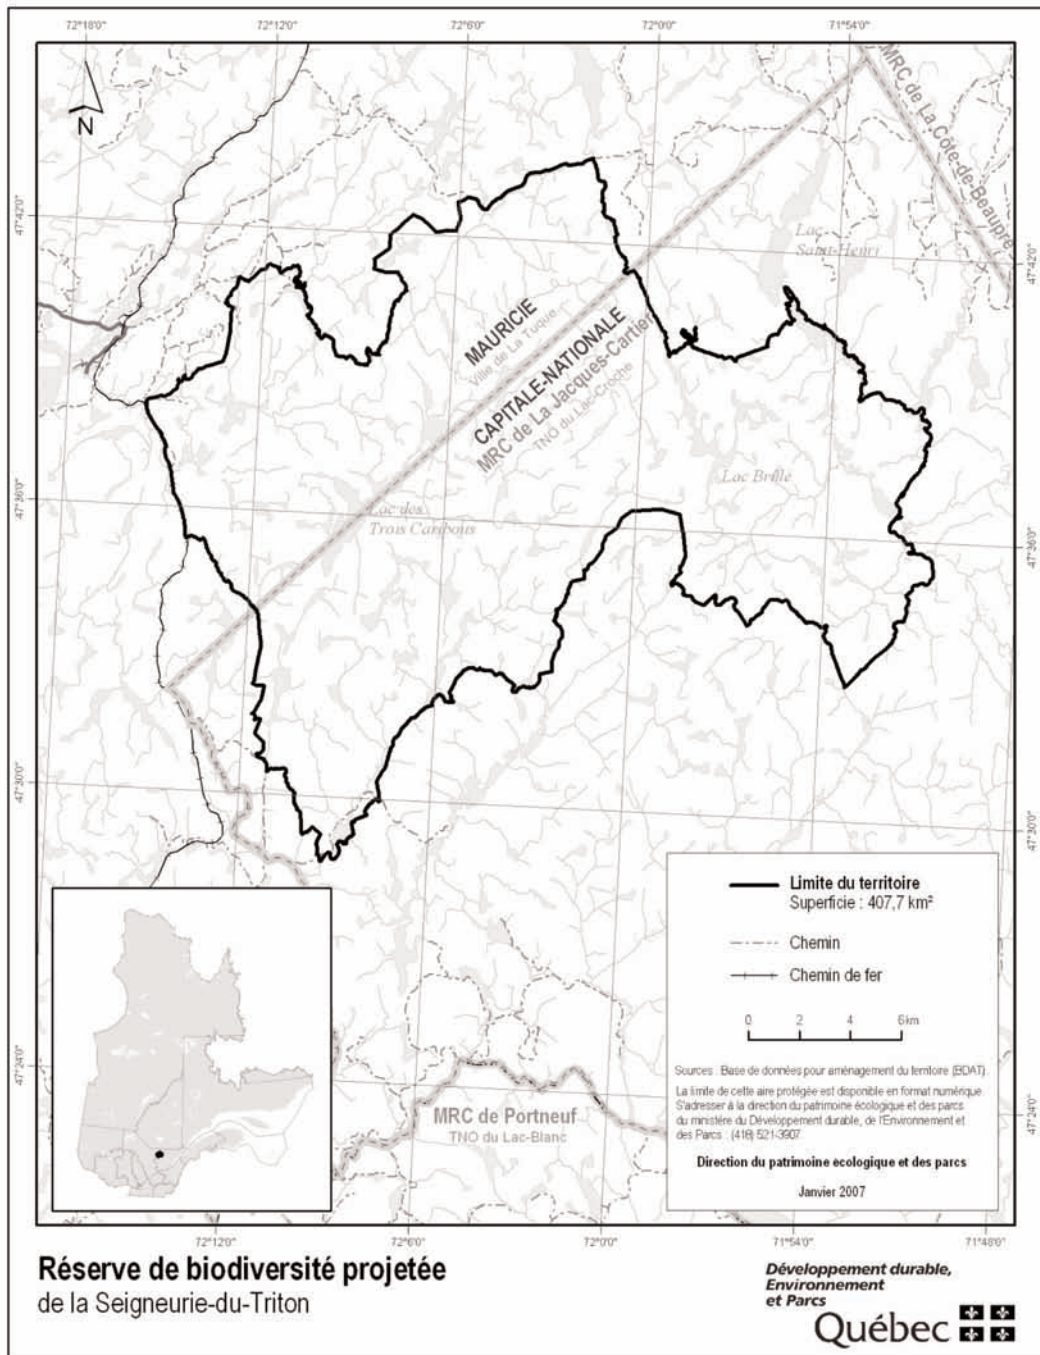 72°18'0"
72°12'0"
72°6'0"
72°0'0"
71°54'0"
N
MRC de La Côte-de-Beaupré
47°42'0"
Lac
Saint-Henri
47°42'0"
MAURICIE
Ville de La Tuque
CAPITALE-NATIONALE
MRC de La Jacques-Cartier
TNO du Lac-Croche
Lac Brûlé
47°36'0"
Lac des
Trois Caribous
47°36'0"
47°30'0"
47°30'0"
Limite du territoire
Superficie : 407,7 km²
Chemin
Chemin de fer
0 2 4 6 km
47°24'0"
Sources : Base de données pour aménagement du territoire (BDAT).
La limite de cette aire protégée est disponible en format numérique.
S'adresser à la direction du patrimoine écologique et des parcs
du ministère du Développement durable, de l'Environnement et
des Parcs : (418) 521-3907.
MRC de Portneuf
TNO du Lac-Blanc
47°24'0"
Direction du patrimoine écologique et des parcs
Janvier 2007
72°12'0"
72°6'0"
72°0'0"
71°54'0"
71°48'0"
Réserve de biodiversité projetée
de la Seigneurie-du-Triton
Développement durable,
Environnement
et Parcs
Québec